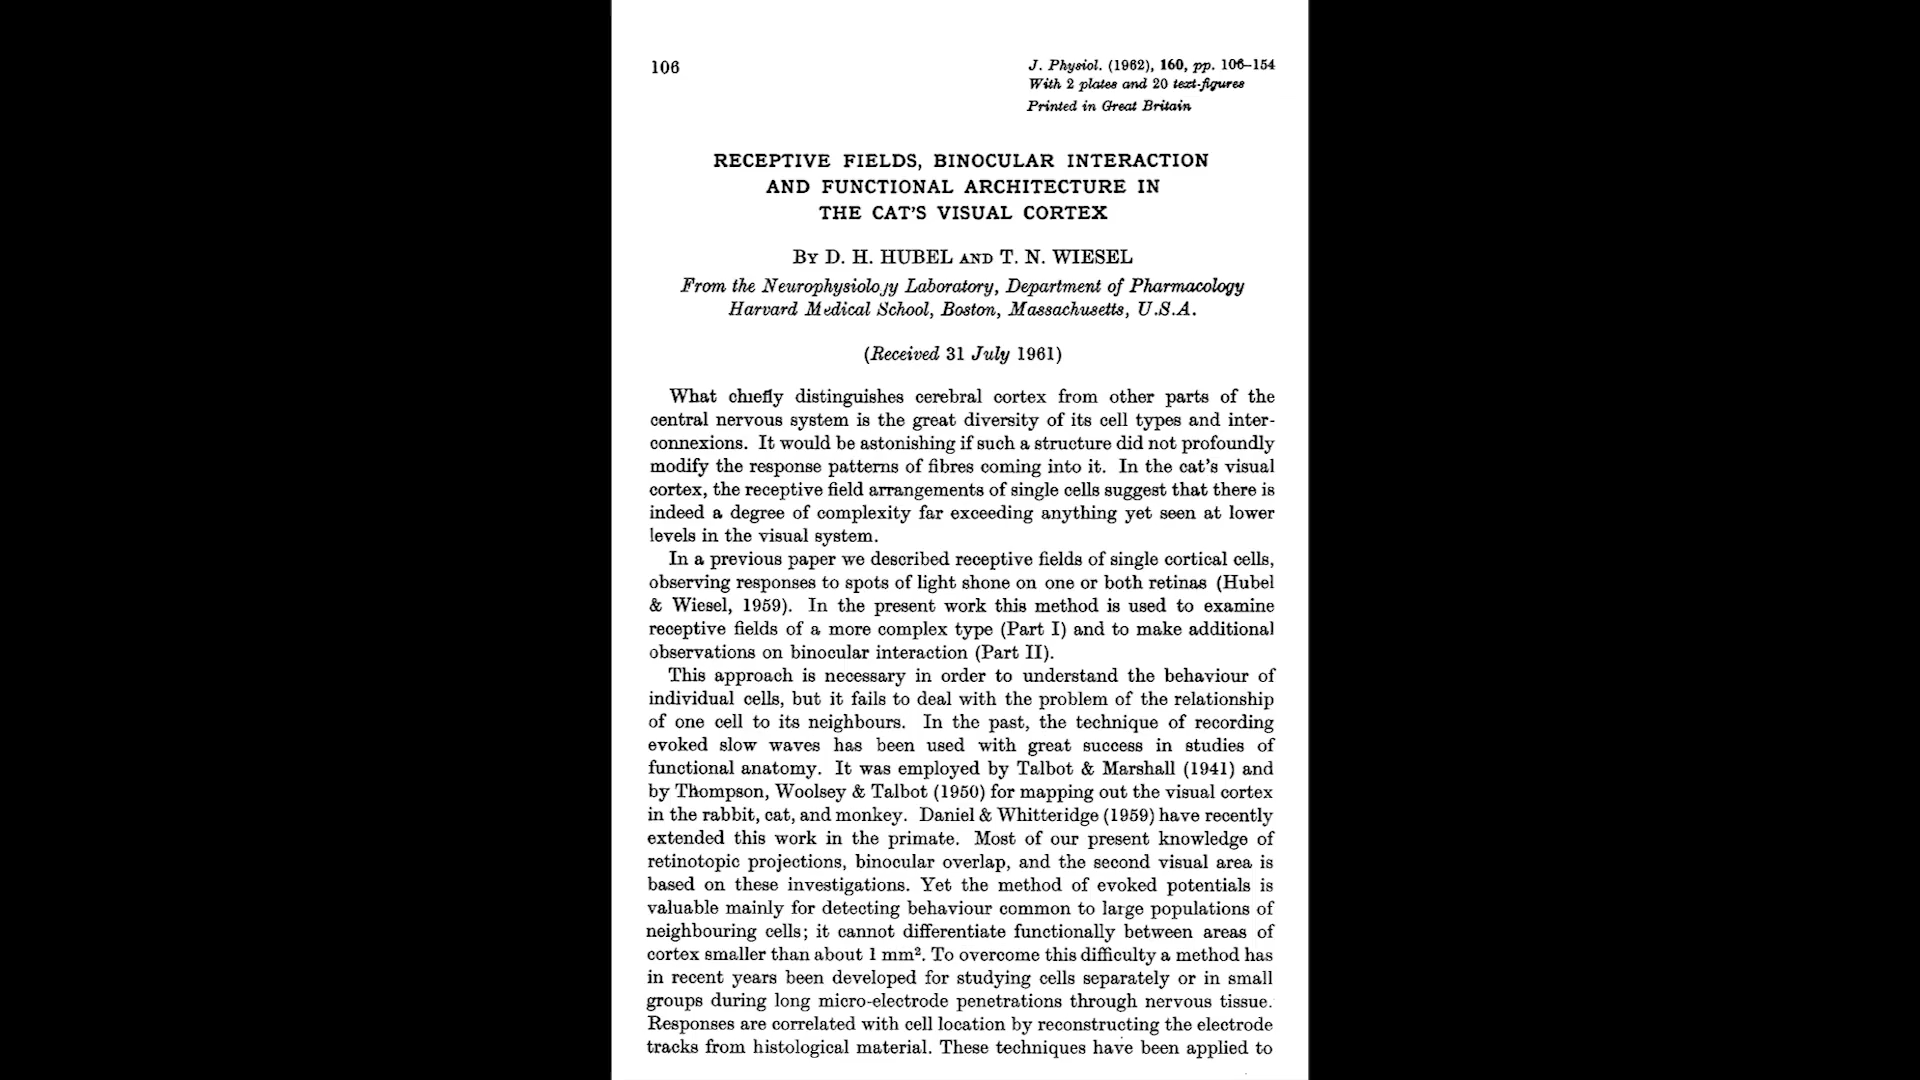 106
J. Physiol. (1962), 160, pp. 106–154
With 2 plates and 20 text-figures
Printed in Great Britain
RECEPTIVE FIELDS, BINOCULAR INTERACTION
AND FUNCTIONAL ARCHITECTURE IN
THE CAT'S VISUAL CORTEX
By D. H. HUBEL AND T. N. WIESEL
From the Neurophysiology Laboratory, Department of Pharmacology
Harvard Medical School, Boston, Massachusetts, U.S.A.
(Received 31 July 1961)
What chiefly distinguishes cerebral cortex from other parts of the
central nervous system is the great diversity of its cell types and inter-
connexions. It would be astonishing if such a structure did not profoundly
modify the response patterns of fibres coming into it. In the cat's visual
cortex, the receptive field arrangements of single cells suggest that there is
indeed a degree of complexity far exceeding anything yet seen at lower
levels in the visual system.
In a previous paper we described receptive fields of single cortical cells,
observing responses to spots of light shone on one or both retinas (Hubel
& Wiesel, 1959). In the present work this method is used to examine
receptive fields of a more complex type (Part I) and to make additional
observations on binocular interaction (Part II).
This approach is necessary in order to understand the behaviour of
individual cells, but it fails to deal with the problem of the relationship
of one cell to its neighbours. In the past, the technique of recording
evoked slow waves has been used with great success in studies of
functional anatomy. It was employed by Talbot & Marshall (1941) and
by Thompson, Woolsey & Talbot (1950) for mapping out the visual cortex
in the rabbit, cat, and monkey. Daniel & Whitteridge (1959) have recently
extended this work in the primate. Most of our present knowledge of
retinotopic projections, binocular overlap, and the second visual area is
based on these investigations. Yet the method of evoked potentials is
valuable mainly for detecting behaviour common to large populations of
neighbouring cells; it cannot differentiate functionally between areas of
cortex smaller than about 1 mm². To overcome this difficulty a method has
in recent years been developed for studying cells separately or in small
groups during long micro-electrode penetrations through nervous tissue.
Responses are correlated with cell location by reconstructing the electrode
tracks from histological material. These techniques have been applied to